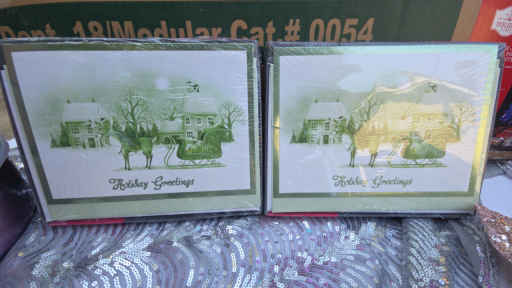 Dept. 18/Modular Cat # 0054
Holiday Greetings
Holiday Greetings